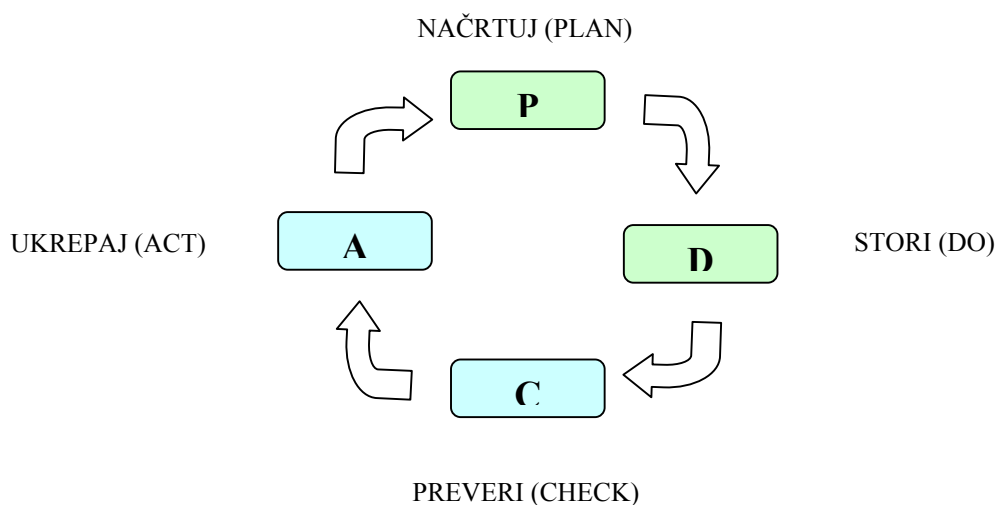 NAČRTUJ (PLAN)
P
UKREPAJ (ACT)
A
D
STORI (DO)
C
PREVERI (CHECK)